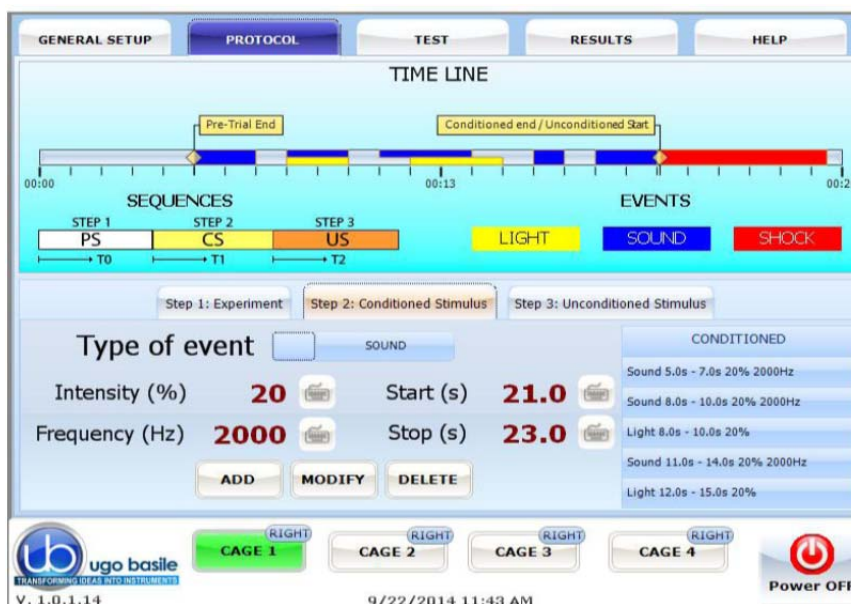 GENERAL SETUP PROTOCOL TEST RESULTS HELP
TIME LINE
Pre-Trial End Conditioned end / Unconditioned Start
00:00 00:13 00:2
SEQUENCES EVENTS
STEP 1 STEP 2 STEP 3
PS CS US LIGHT SOUND SHOCK
T0 T1 T2
Step 1: Experiment Step 2: Conditioned Stimulus Step 3: Unconditioned Stimulus
Type of event SOUND CONDITIONED
Sound 5.0s - 7.0s 20% 2000Hz
Intensity (%) 20 Start (s) 21.0
Sound 8.0s - 10.0s 20% 2000Hz
Frequency (Hz) 2000 Stop (s) 23.0
Light 8.0s - 10.0s 20%
Sound 11.0s - 14.0s 20% 2000Hz
ADD MODIFY DELETE
Light 12.0s - 15.0s 20%
RIGHT RIGHT RIGHT RIGHT
CAGE 1 CAGE 2 CAGE 3 CAGE 4
ub ugo basile
TRANSFORMING IDEAS INTO INSTRUMENTS
Power OFF
V. 1.0.1.14 9/22/2014 11:43 AM